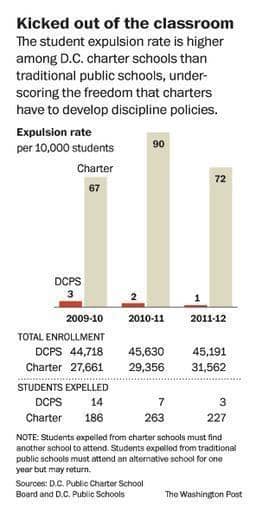 Kicked out of the classroom
The student expulsion rate is higher
among D.C. charter schools than
traditional public schools, under-
scoring the freedom that charters
have to develop discipline policies.
Expulsion rate
per 10,000 students
90
Charter
72
67
DCPS
3
2
1
2009-10 2010-11 2011-12
TOTAL ENROLLMENT
DCPS 44,718 45,630 45,191
Charter 27,661 29,356 31,562
STUDENTS EXPELLED
DCPS 14 7 3
Charter 186 263 227
NOTE: Students expelled from charter schools must find
another school to attend. Students expelled from traditional
public schools must attend an alternative school for one
year but may return.
Sources: D.C. Public Charter School
Board and D.C. Public Schools The Washington Post